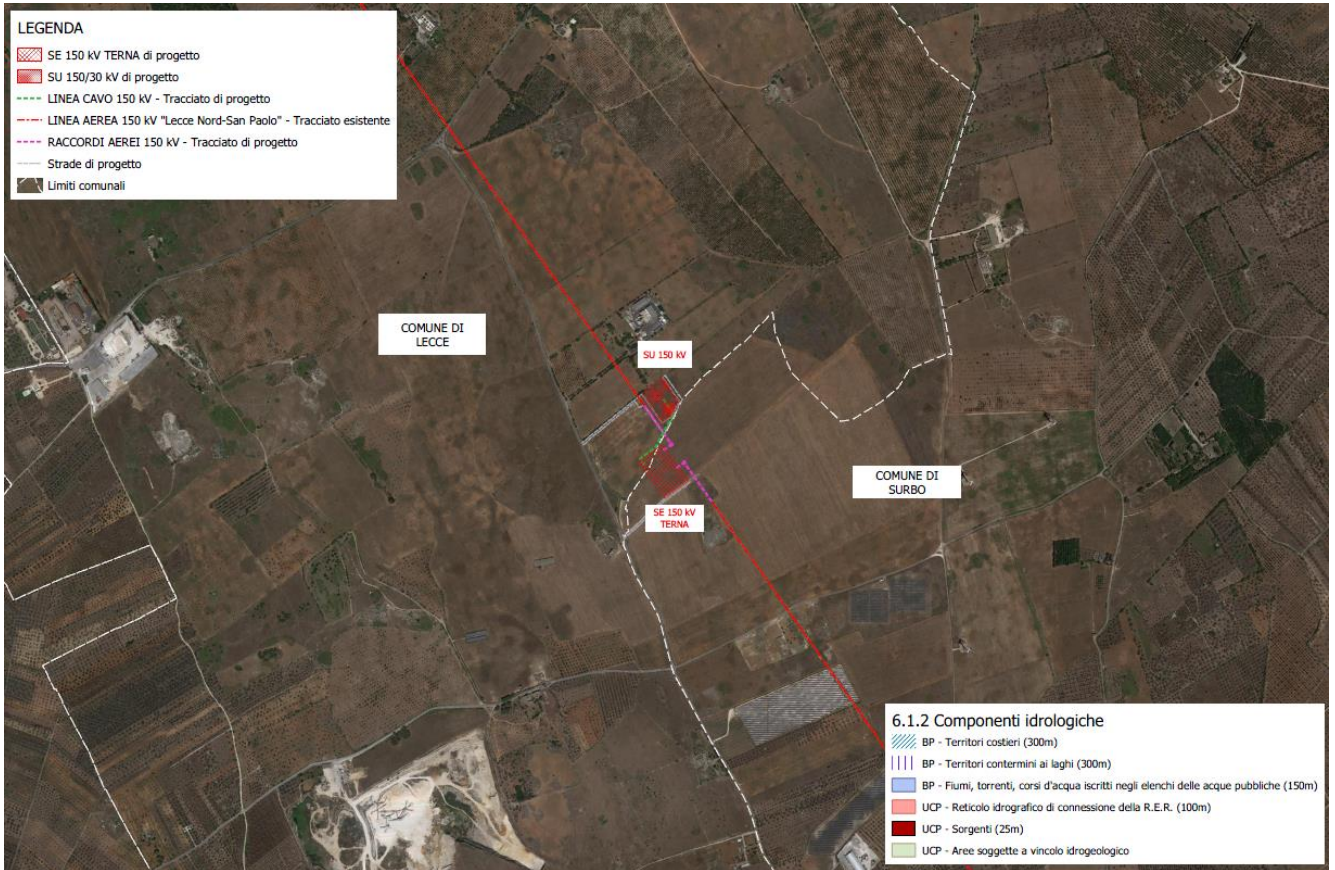 LEGENDA
SE 150 kV TERNA di progetto
SU 150/30 kV di progetto
LINEA CAVO 150 kV - Tracciato di progetto
LINEA AEREA 150 kV "Lecce Nord-San Paolo" - Tracciato esistente
RACCORDI AEREI 150 kV - Tracciato di progetto
Strade di progetto
Limiti comunali
COMUNE DI
LECCE
SU 150 kV
COMUNE DI
SURBO
SE 150 kV
TERNA
6.1.2 Componenti idrologiche
BP - Territori costieri (300m)
BP - Territori contermini ai laghi (300m)
BP - Fiumi, torrenti, corsi d'acqua iscritti negli elenchi delle acque pubbliche (150m)
UCP - Reticolo idrografico di connessione della R.E.R. (100m)
UCP - Sorgenti (25m)
UCP - Aree soggette a vincolo idrogeologico